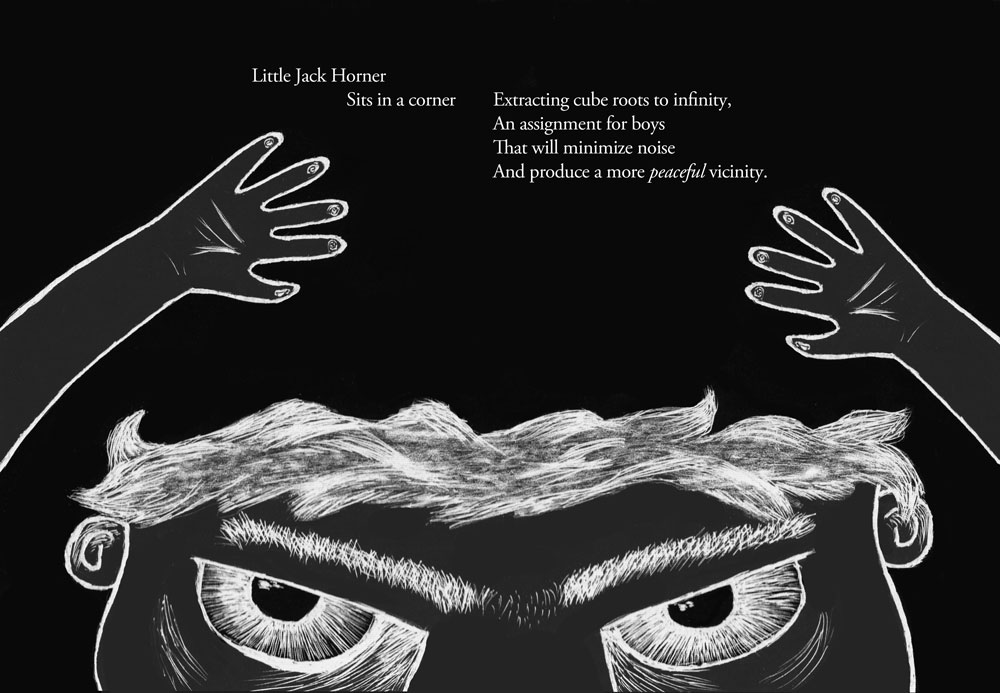 Little Jack Horner
Sits in a corner
Extracting cube roots to infinity,
An assignment for boys
That will minimize noise
And produce a more peaceful vicinity.